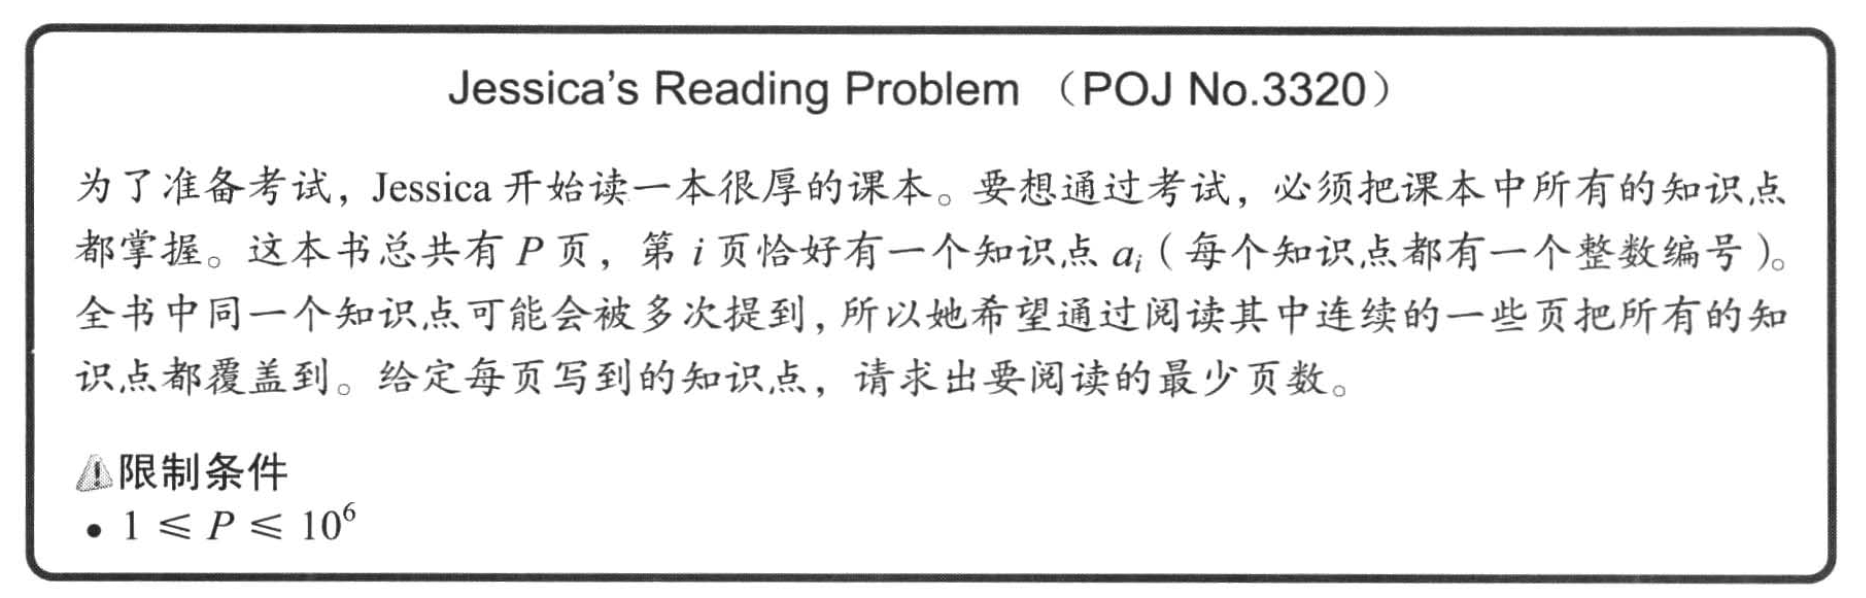 Jessica's Reading Problem （POJ No.3320）
为了准备考试，Jessica 开始读一本很厚的课本。要想通过考试，必须把课本中所有的知识点
都掌握。这本书总共有 P 页，第 i 页恰好有一个知识点 aᵢ（每个知识点都有一个整数编号）。
全书中同一个知识点可能会被多次提到，所以她希望通过阅读其中连续的一些页把所有的知
识点都覆盖到。给定每页写到的知识点，请求出要阅读的最少页数。
⚠限制条件
• 1 ≤ P ≤ 10⁶